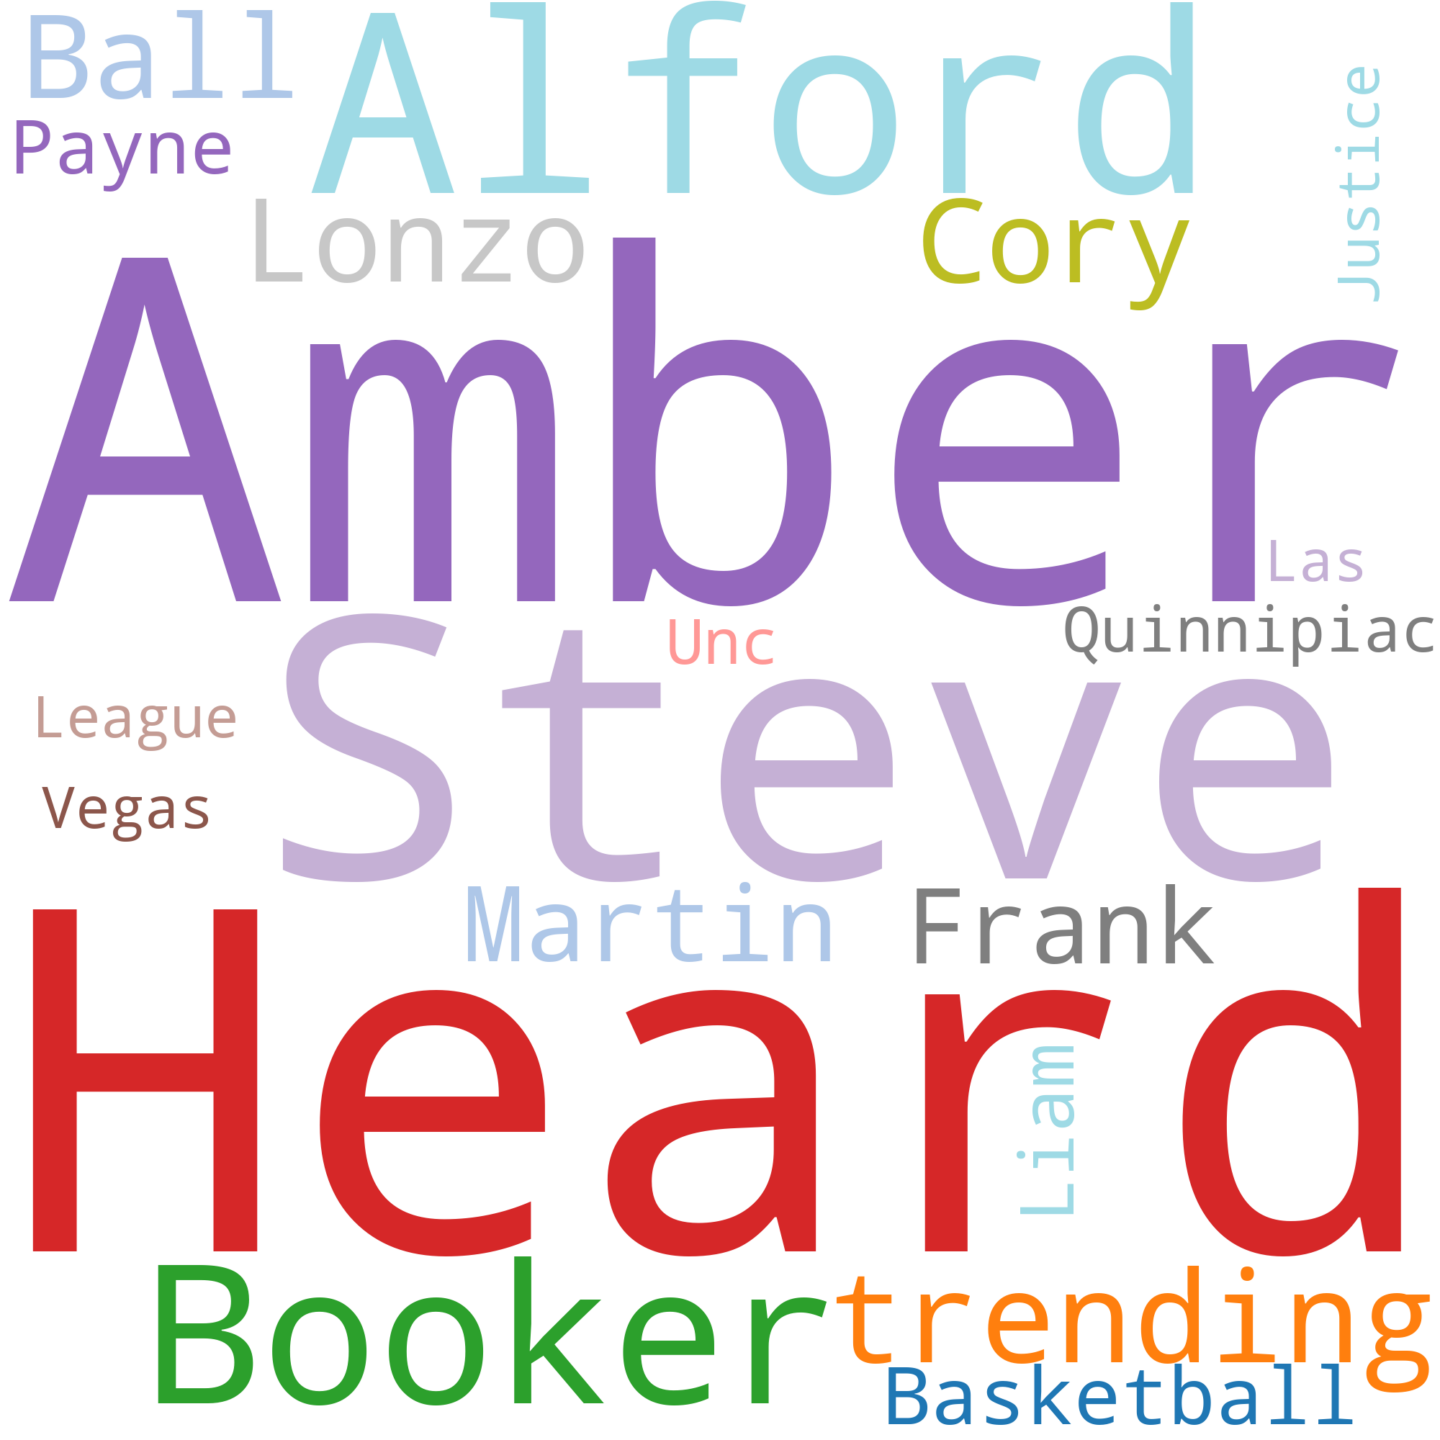 Ball
Alford
Payne
Justice
Lonzo
Cory
Amber
Las
Unc
Quinnipiac
Steve
League
Vegas
Martin
Frank
Heard
Liam
Booker
trending
Basketball